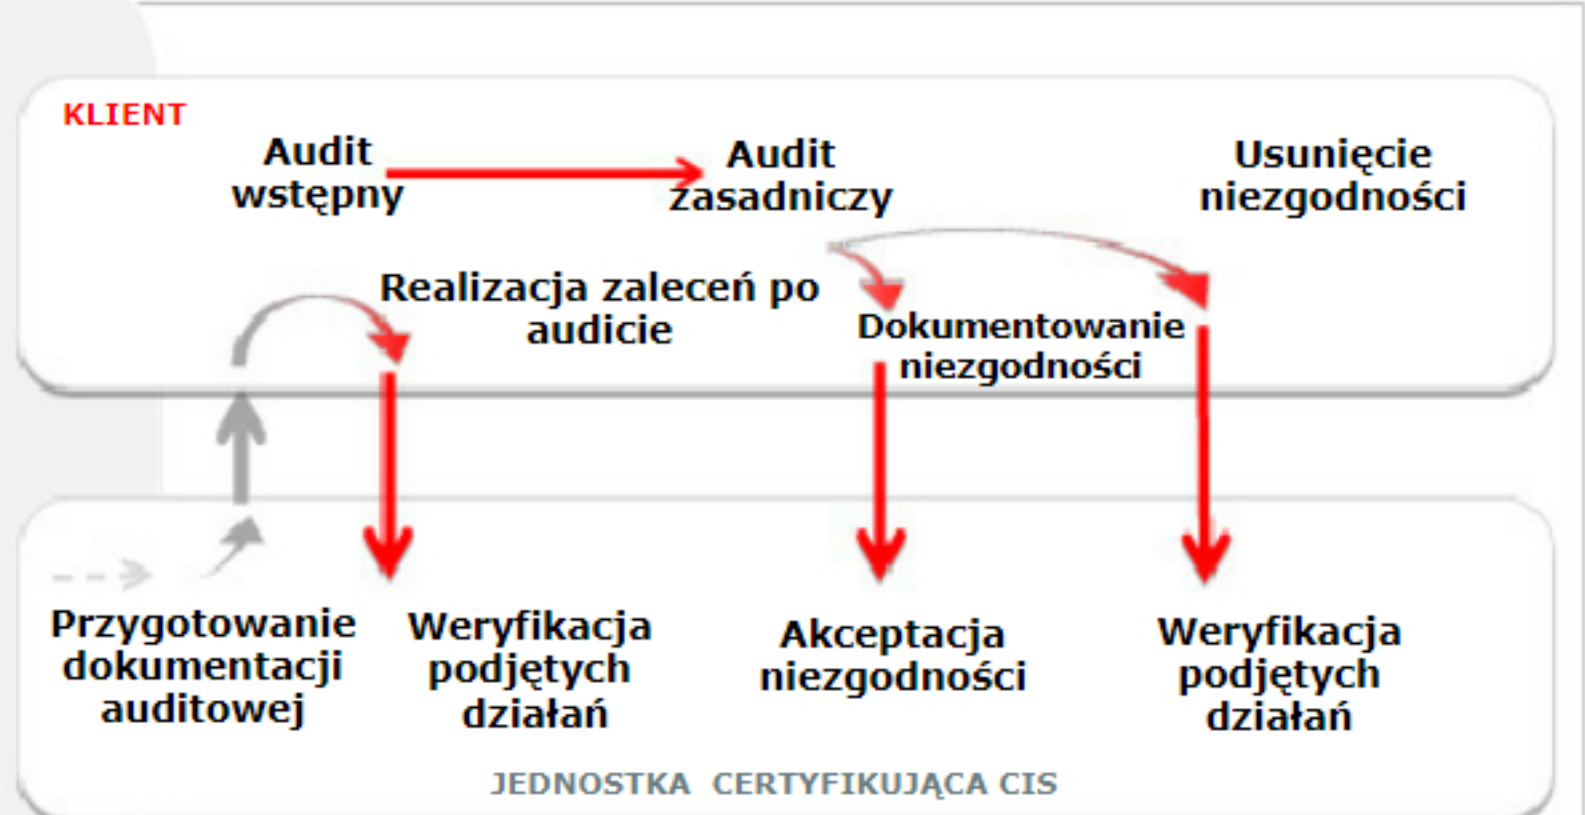 KLIENT
Audit
wstępny
Audit
zasadniczy
Usunięcie
niezgodności
Realizacja zaleceń po
audicie
Dokumentowanie
niezgodności
Przygotowanie
dokumentacji
auditowej
Weryfikacja
podjętych
działań
Akceptacja
niezgodności
Weryfikacja
podjętych
działań
JEDNOSTKA CERTYFIKUJĄCA CIS